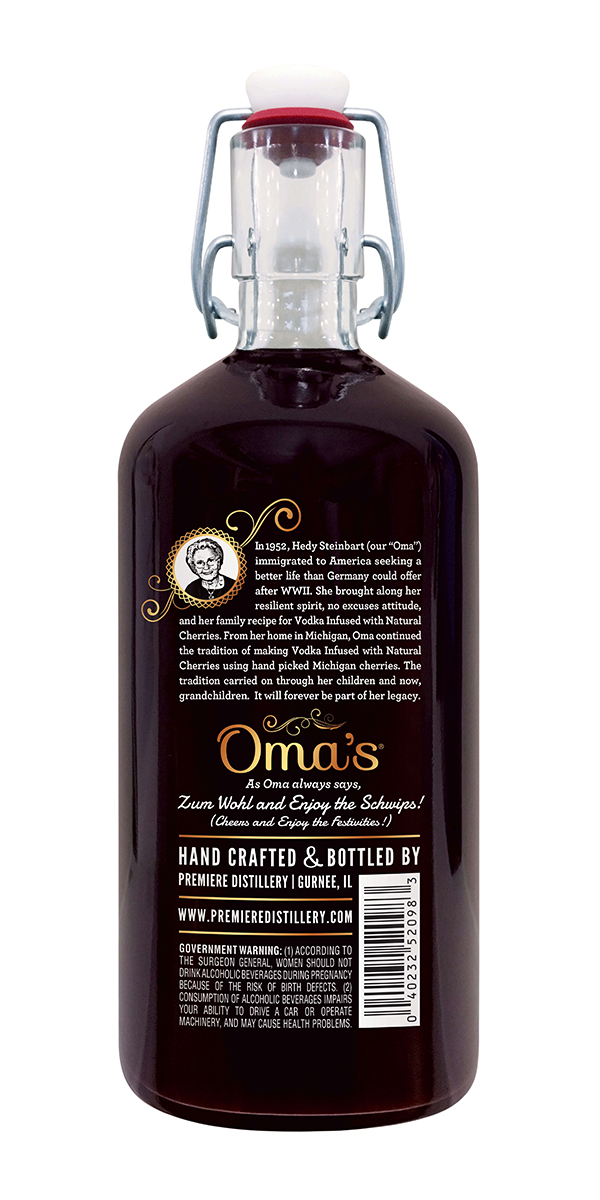 In 1952, Hedy Steinbart (our “Oma”)
immigrated to America seeking a
better life than Germany could offer
after WWII. She brought along her
resilient spirit, no excuses attitude,
and her family recipe for Vodka Infused with Natural
Cherries. From her home in Michigan, Oma continued
the tradition of making Vodka Infused with Natural
Cherries using hand picked Michigan cherries. The
tradition carried on through her children and now,
grandchildren. It will forever be part of her legacy.
Oma's®
As Oma always says,
Zum Wohl and Enjoy the Schwips!
(Cheers and Enjoy the Festivities!)
HAND CRAFTED & BOTTLED BY
PREMIERE DISTILLERY | GURNEE, IL
WWW.PREMIEREDISTILLERY.COM
GOVERNMENT WARNING: (1) ACCORDING TO
THE SURGEON GENERAL, WOMEN SHOULD NOT
DRINK ALCOHOLIC BEVERAGES DURING PREGNANCY
BECAUSE OF THE RISK OF BIRTH DEFECTS. (2)
CONSUMPTION OF ALCOHOLIC BEVERAGES IMPAIRS
YOUR ABILITY TO DRIVE A CAR OR OPERATE
MACHINERY, AND MAY CAUSE HEALTH PROBLEMS.
0 40232 52098 3